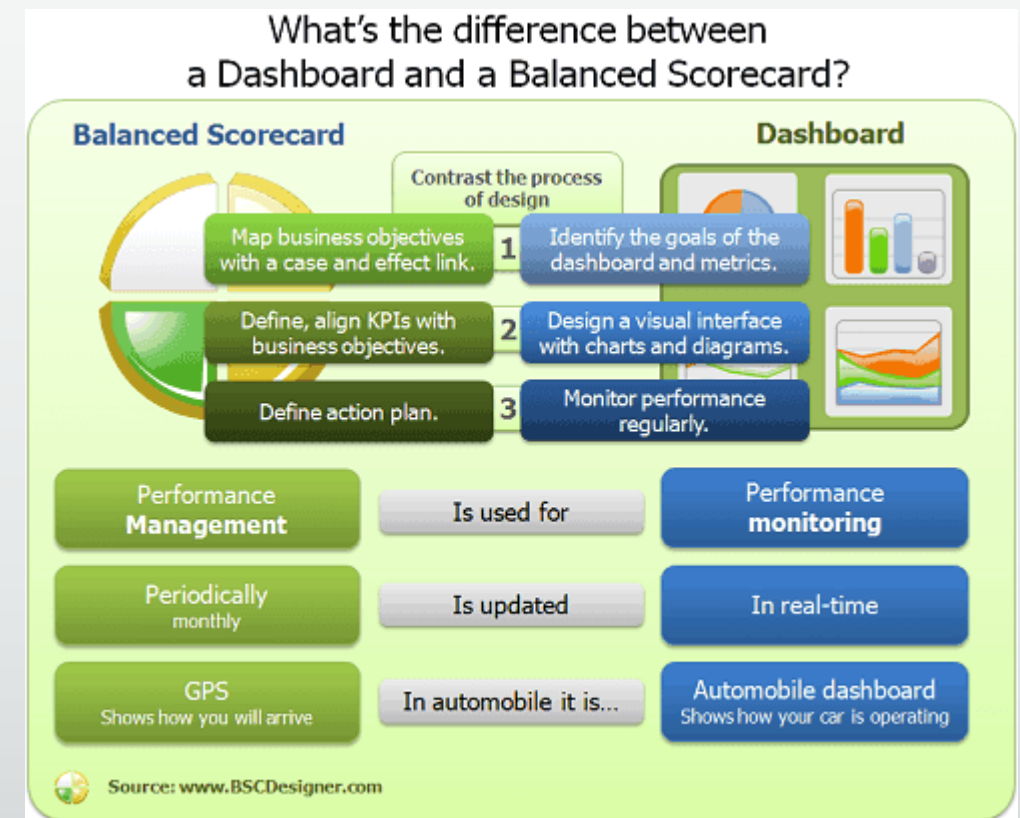 What's the difference between
a Dashboard and a Balanced Scorecard?
Balanced Scorecard
Dashboard
Contrast the process
of design
Map business objectives
with a case and effect link.
1
Identify the goals of the
dashboard and metrics.
Define, align KPIs with
business objectives.
2
Design a visual interface
with charts and diagrams.
Define action plan.
3
Monitor performance
regularly.
Performance
Management
Is used for
Performance
monitoring
Periodically
monthly
Is updated
In real-time
GPS
Shows how you will arrive
In automobile it is...
Automobile dashboard
Shows how your car is operating
Source: www.BSCDesigner.com